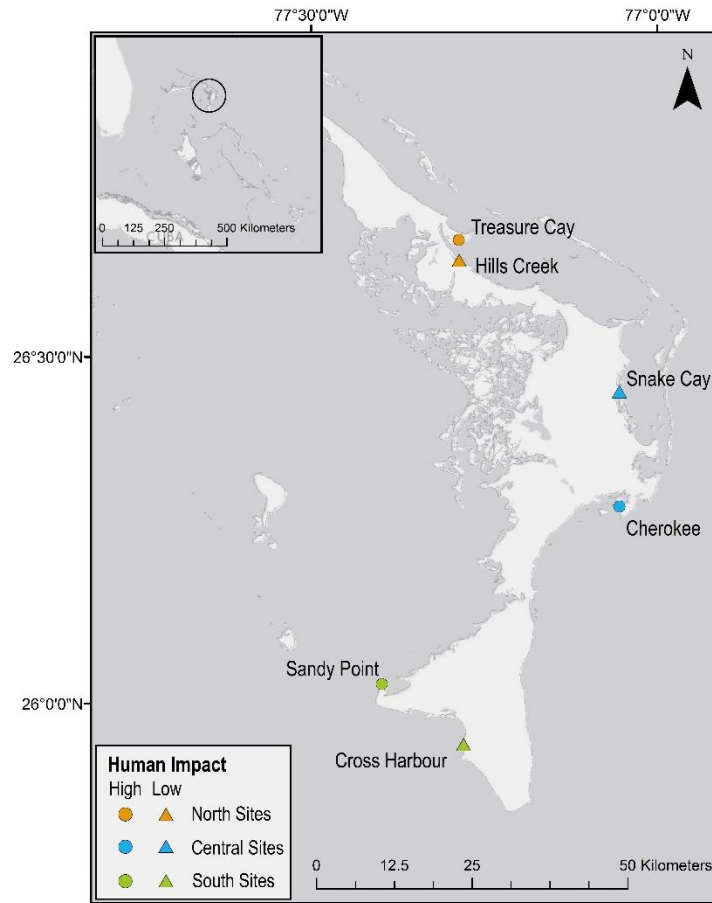 77°30'0"W
77°0'0"W
N
0 125 250 500 Kilometers
CUBA
Treasure Cay
Hills Creek
26°30'0"N
Snake Cay
Cherokee
Sandy Point
26°0'0"N
Cross Harbour
Human Impact
High Low
North Sites
Central Sites
South Sites
0 12.5 25 50 Kilometers